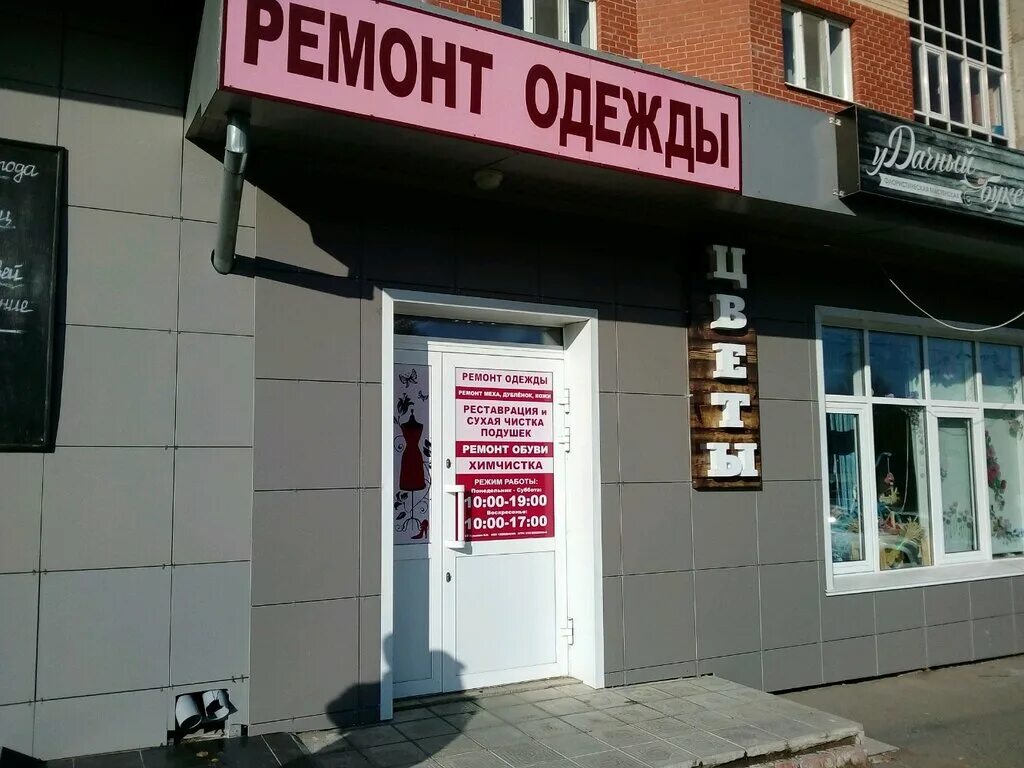 РЕМОНТ ОДЕЖДЫ
уДачный
ЦВЕТЫ
РЕМОНТ ОДЕЖДЫ
РЕМОНТ МЕХА, ДУБЛЁНОК, КОЖИ
РЕСТАВРАЦИЯ и
СУХАЯ ЧИСТКА
ПОДУШЕК
РЕМОНТ ОБУВИ
ХИМЧИСТКА
РЕЖИМ РАБОТЫ:
Понедельник - Суббота:
10:00-19:00
Воскресенье:
10:00-17:00